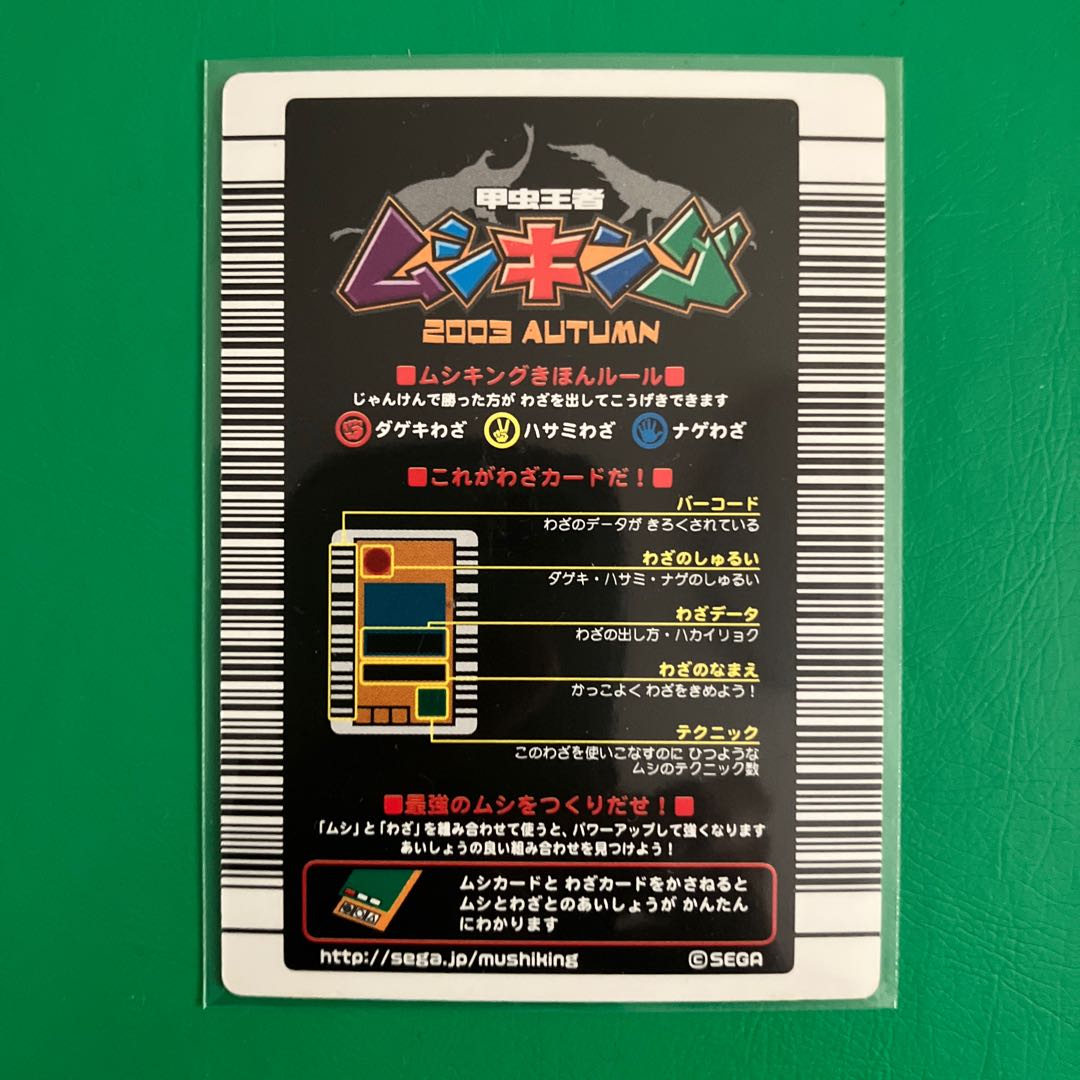 甲虫王者
ムシキング
2003 AUTUMN
■ムシキングきほんルール■
じゃんけんで勝った方が わざを出してこうげきできます
ダゲキわざ ハサミわざ ナゲわざ
■これがわざカードだ！■
バーコード
わざのデータが きろくされている
わざのしゅるい
ダゲキ・ハサミ・ナゲのしゅるい
わざデータ
わざの出し方・ハカイリョク
わざのなまえ
かっこよく わざをきめよう！
テクニック
このわざを使いこなすのに ひつような
ムシのテクニック数
■最強のムシをつくりだせ！■
「ムシ」と「わざ」を組み合わせて使うと、パワーアップして強くなります
あいしょうの良い組み合わせを見つけよう！
ムシカードと わざカードをかさねると
ムシとわざとのあいしょうが かんたん
にわかります
http://sega.jp/mushiking ©SEGA